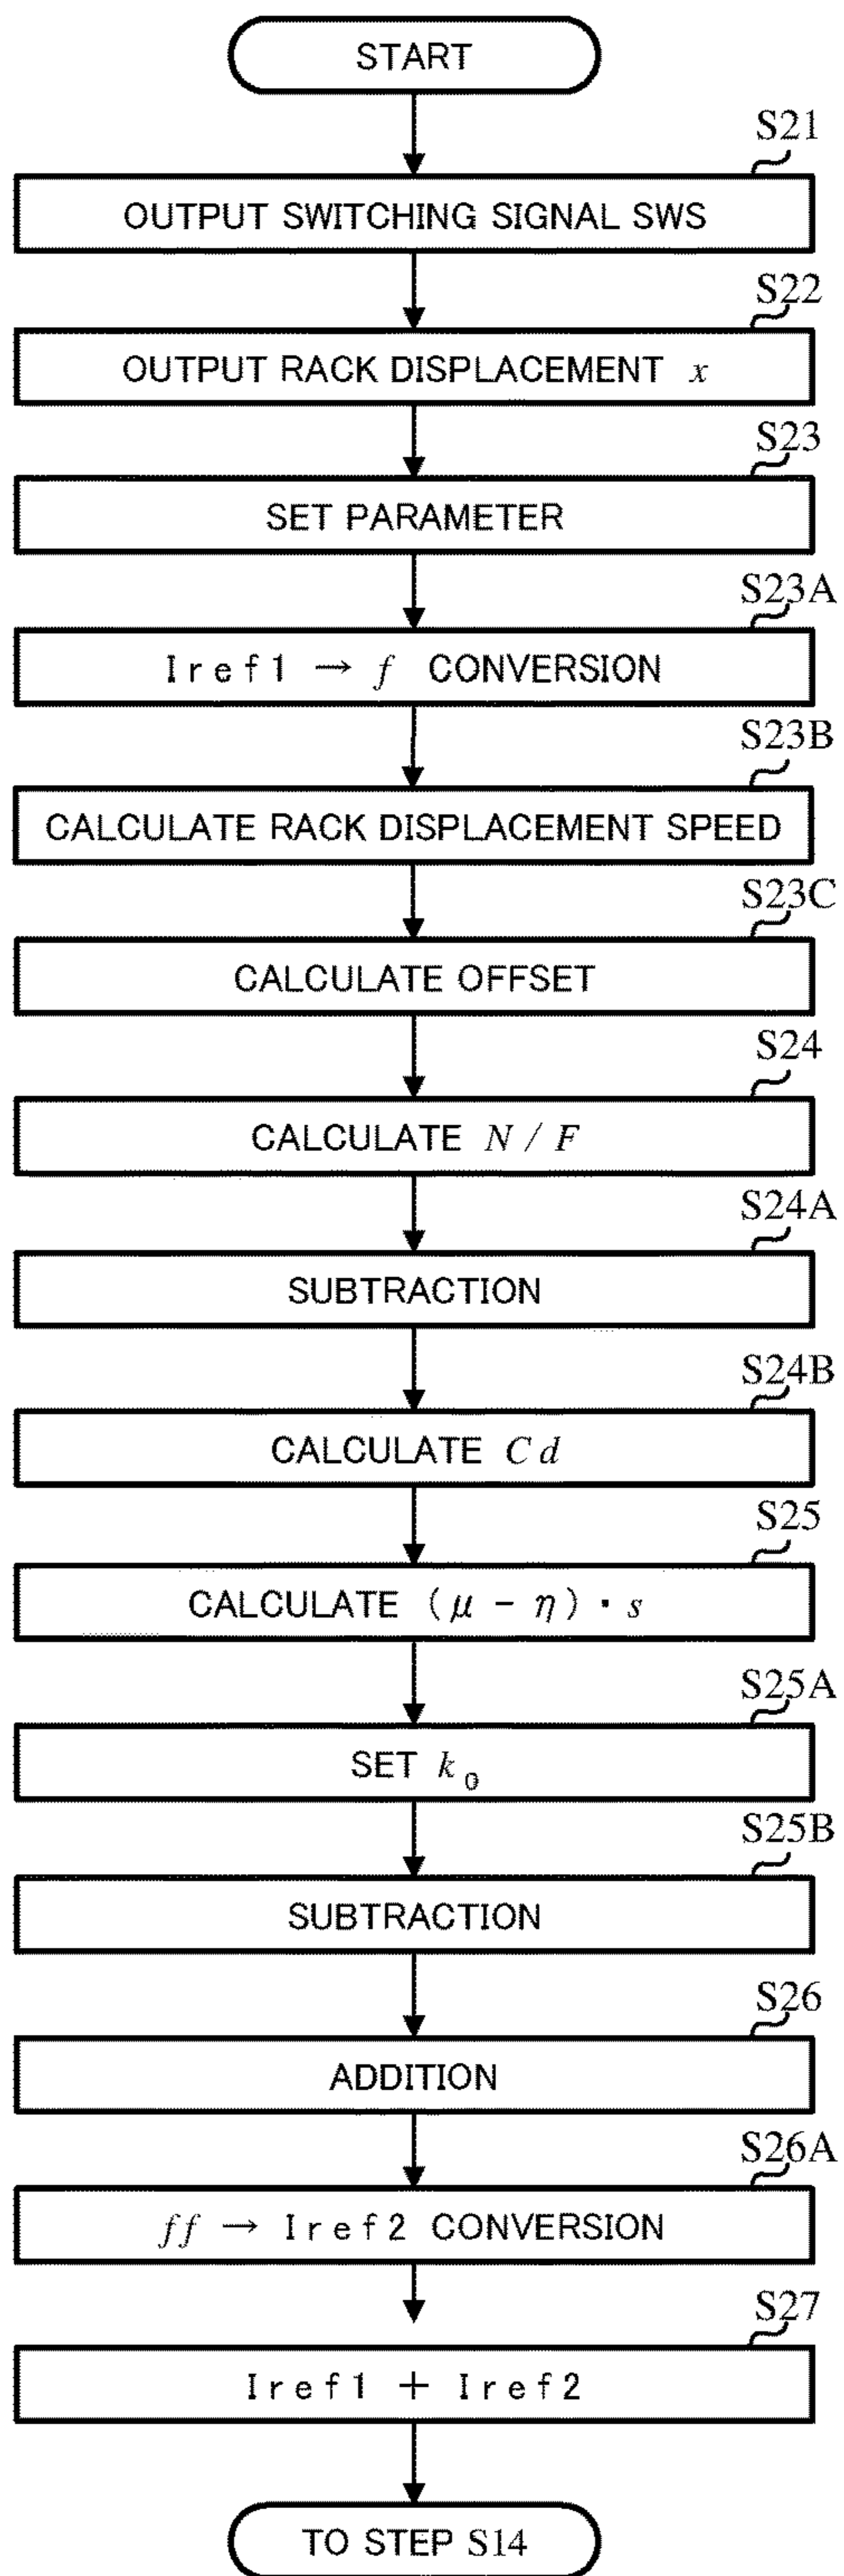 START
S21
OUTPUT SWITCHING SIGNAL SWS
S22
OUTPUT RACK DISPLACEMENT x
S23
SET PARAMETER
S23A
Iref1 → f CONVERSION
S23B
CALCULATE RACK DISPLACEMENT SPEED
S23C
CALCULATE OFFSET
S24
CALCULATE N / F
S24A
SUBTRACTION
S24B
CALCULATE Cd
S25
CALCULATE (μ - η)・s
S25A
SET k₀
S25B
SUBTRACTION
S26
ADDITION
S26A
ff → Iref2 CONVERSION
S27
Iref1 + Iref2
TO STEP S14